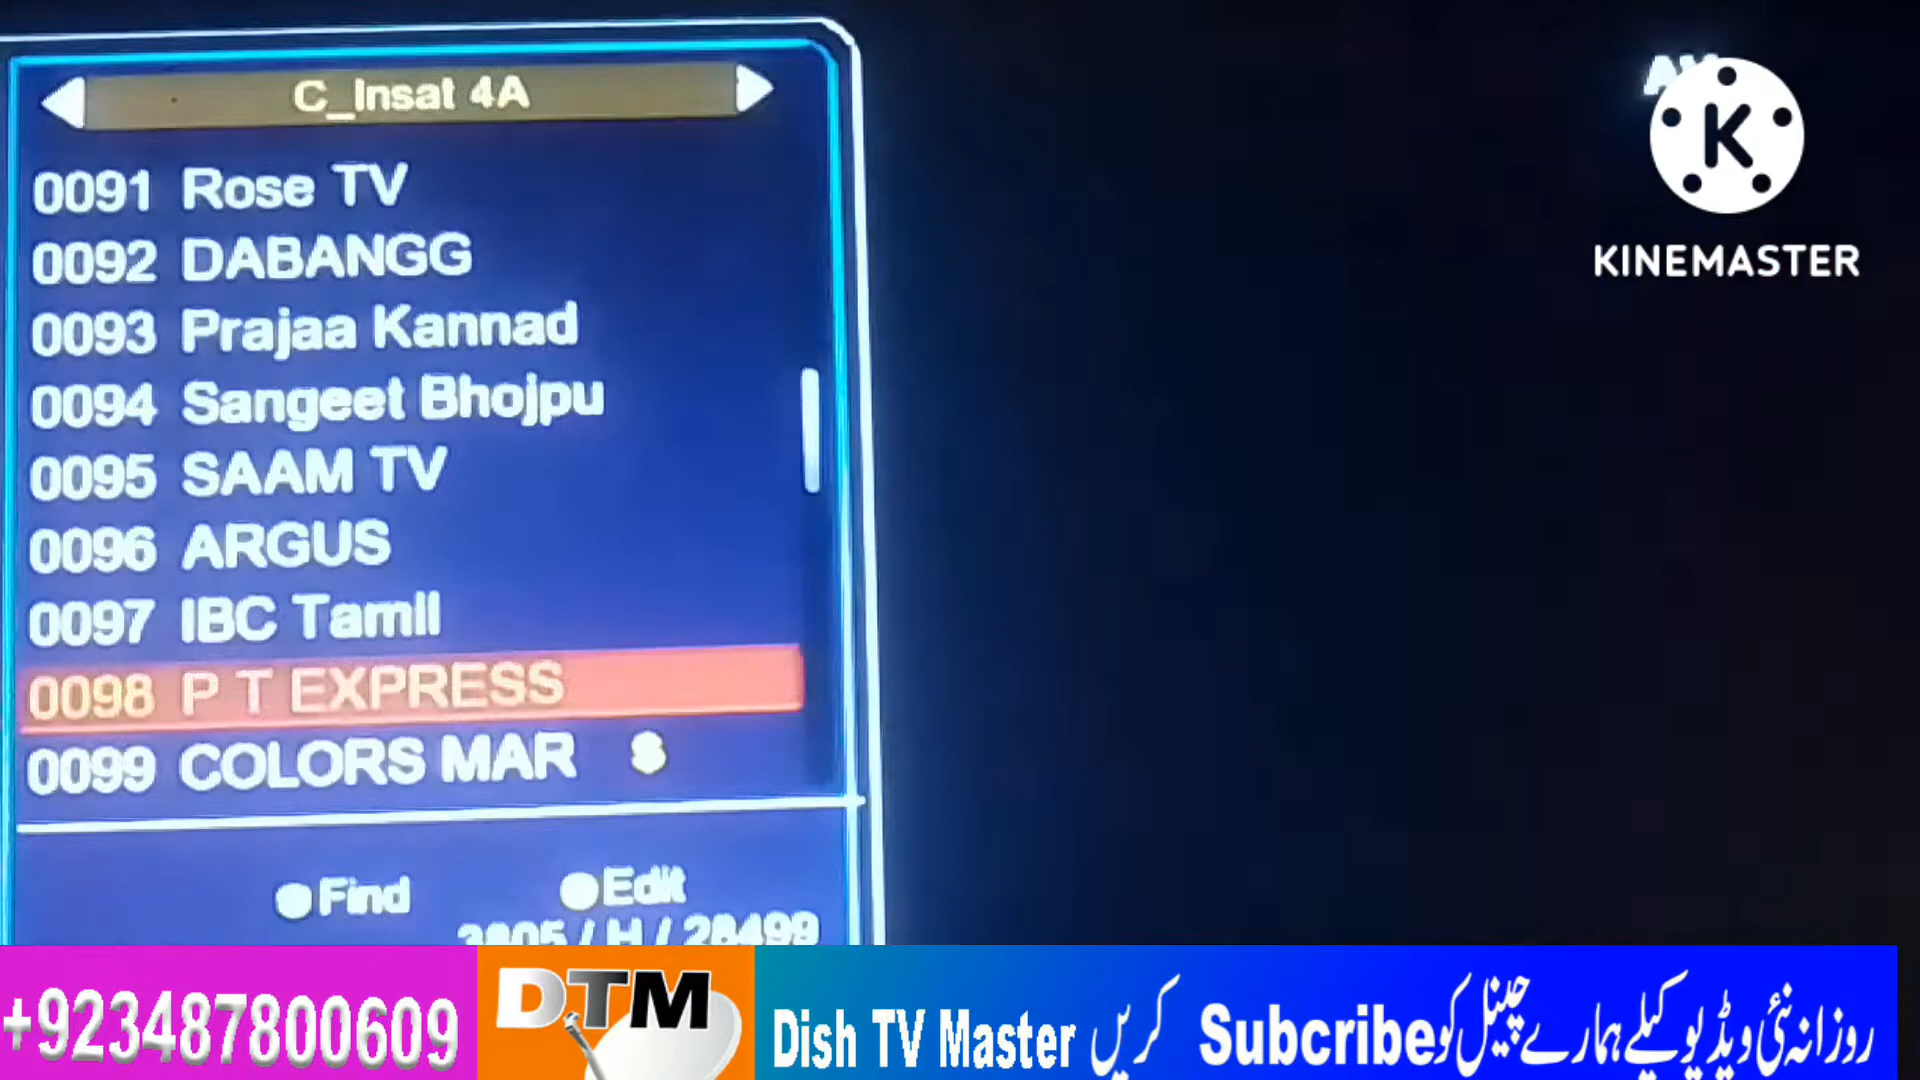 C_Insat 4A
0091 Rose TV
0092 DABANGG
0093 Prajaa Kannad
0094 Sangeet Bhojpu
0095 SAAM TV
0096 ARGUS
0097 IBC Tamil
0098 P T EXPRESS
0099 COLORS MAR $
Find Edit
3805 / H / 28499
K
KINEMASTER
+923487800609
DTM
روزانہ نئی ویڈیو کیلے ہمارے چینل کو Subcribe کریں Dish TV Master